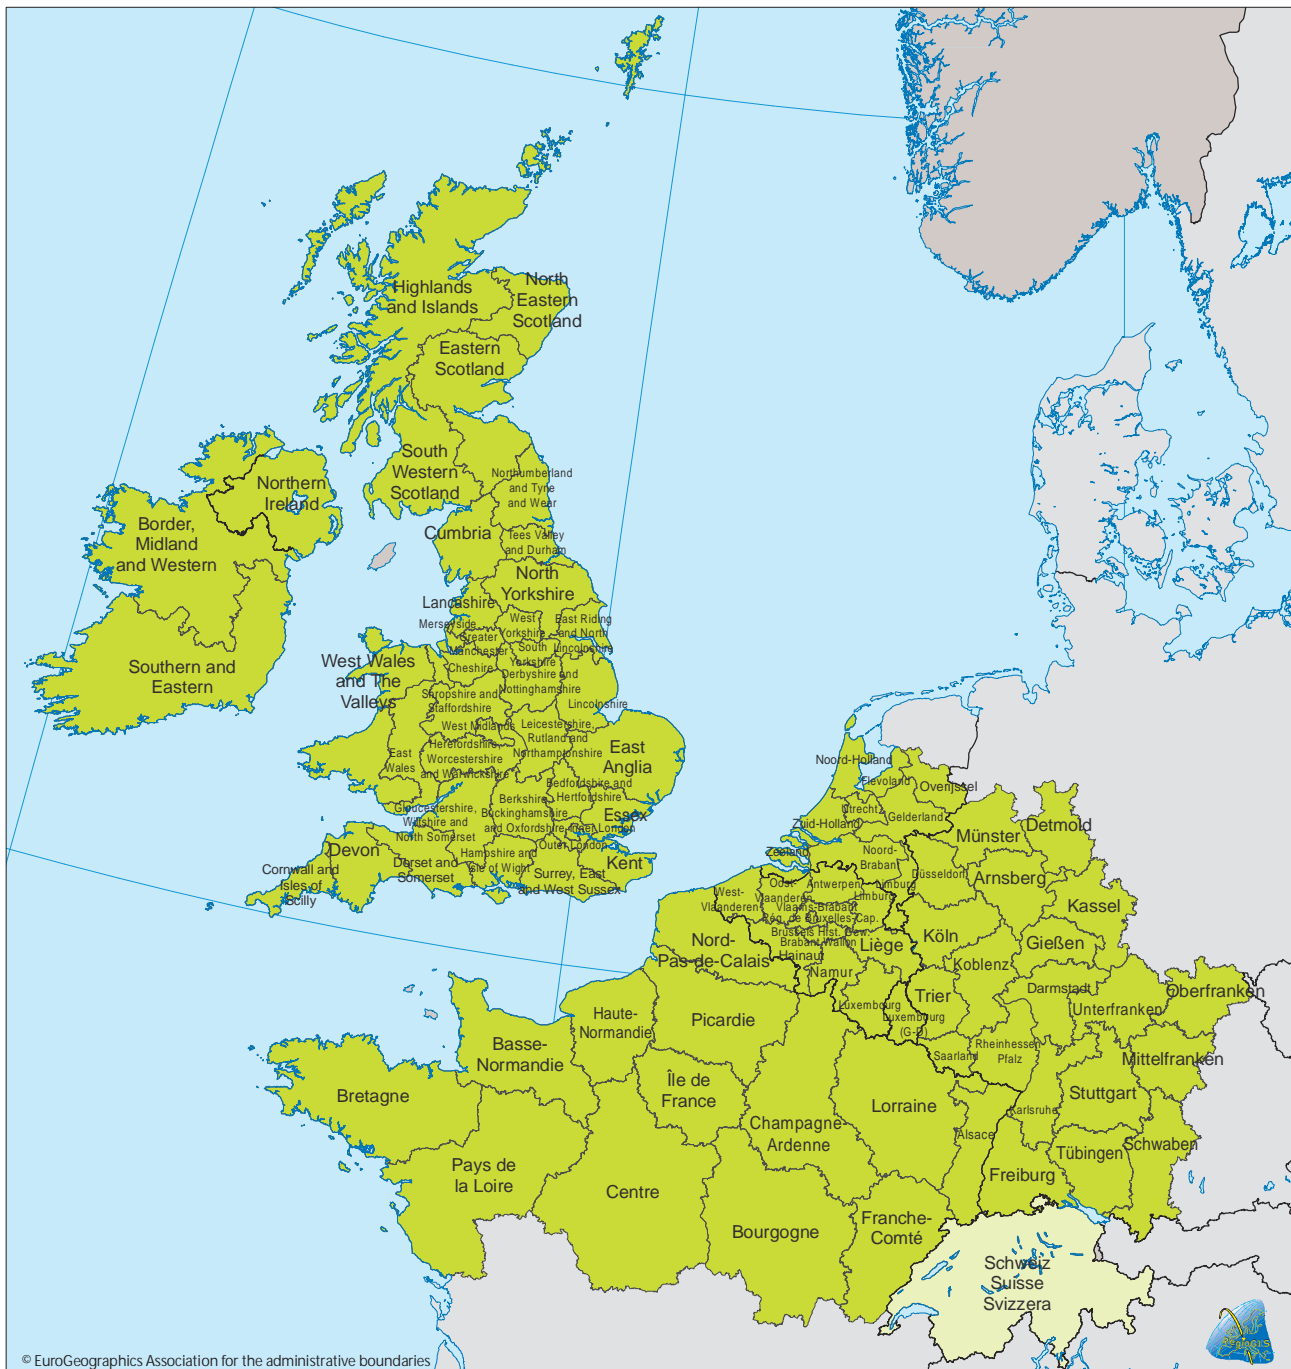 Highlands
and Islands
North
Eastern
Scotland
Eastern
Scotland
South
Western
Scotland
Northumberland
and Tyne
and Wear
Northern
Ireland
Border,
Midland
and Western
Southern and
Eastern
Cumbria
Tees Valley
and Durham
North
Yorkshire
Lancashire
West
Yorkshire
East Riding
and North
Lincolnshire
Merseyside
Greater
Manchester
South
Yorkshire
Cheshire
Derbyshire and
Nottinghamshire
West Wales
and The
Valleys
Shropshire and
Staffordshire
Lincolnshire
West Midlands
Leicestershire,
Rutland and
Northamptonshire
Herefordshire,
Worcestershire
and Warwickshire
East
Wales
East
Anglia
Bedfordshire and
Hertfordshire
Gloucestershire,
Wiltshire and
North Somerset
Berkshire,
Buckinghamshire,
and Oxfordshire
Essex
Inner London
Outer London
Devon
Dorset and
Somerset
Hampshire and
Isle of Wight
Surrey, East
and West Sussex
Kent
Cornwall and
Isles of
Scilly
Noord-Holland
Flevoland
Overijssel
Utrecht
Gelderland
Zuid-Holland
Zeeland
Noord-
Brabant
Limburg
West-
Vlaanderen
Oost-
Vlaanderen
Antwerpen
Limburg
Vlaams-Brabant
Rég. de Bruxelles-Cap.
Brussels Hfst. Gew.
Brabant Wallon
Hainaut
Liège
Namur
Luxembourg
Luxembourg
(G-D)
Münster
Detmold
Düsseldorf
Arnsberg
Kassel
Köln
Gießen
Koblenz
Trier
Darmstadt
Unterfranken
Oberfranken
Saarland
Rheinhessen-
Pfalz
Mittelfranken
Stuttgart
Karlsruhe
Tübingen
Schwaben
Freiburg
Nord-
Pas-de-Calais
Picardie
Haute-
Normandie
Basse-
Normandie
Île de
France
Bretagne
Champagne-
Ardenne
Lorraine
Alsace
Pays de
la Loire
Centre
Bourgogne
Franche-
Comté
Schweiz
Suisse
Svizzera
© EuroGeographics Association for the administrative boundaries
RegioGIS